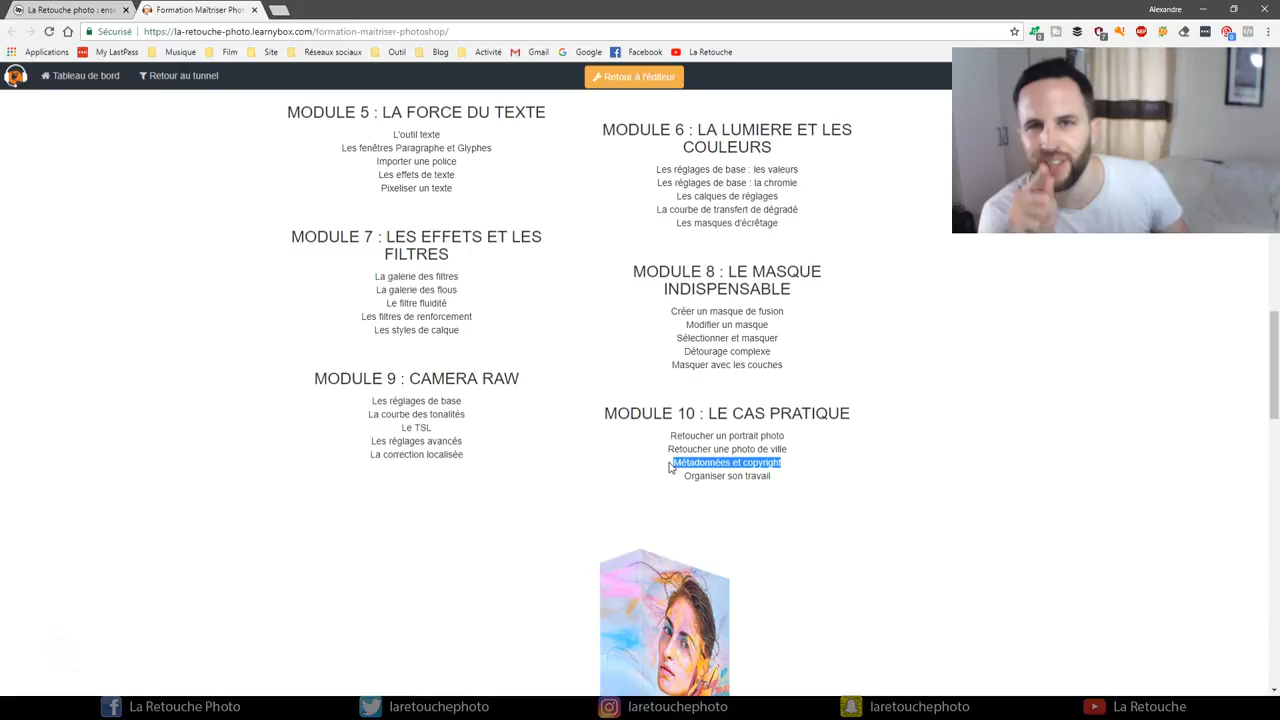 La Retouche photo : ens
Formation Maîtriser Phot
Alexandre
Sécurisé
https://la-retouche-photo.learnybox.com/formation-maitriser-photoshop/
Applications
My LastPass
Musique
Film
Site
Réseaux sociaux
Outil
Blog
Activité
Gmail
Google
Facebook
La Retouche
Tableau de bord
Retour au tunnel
Retour à l'éditeur
MODULE 5 : LA FORCE DU TEXTE
L'outil texte
Les fenêtres Paragraphe et Glyphes
Importer une police
Les effets de texte
Pixeliser un texte
MODULE 6 : LA LUMIERE ET LES
COULEURS
Les réglages de base : les valeurs
Les réglages de base : la chromie
Les calques de réglages
La courbe de transfert de dégradé
Les masques d'écrêtage
MODULE 7 : LES EFFETS ET LES
FILTRES
La galerie des filtres
La galerie des flous
Le filtre fluidité
Les filtres de renforcement
Les styles de calque
MODULE 8 : LE MASQUE
INDISPENSABLE
Créer un masque de fusion
Modifier un masque
Sélectionner et masquer
Détourage complexe
Masquer avec les couches
MODULE 9 : CAMERA RAW
Les réglages de base
La courbe des tonalités
Le TSL
Les réglages avancés
La correction localisée
MODULE 10 : LE CAS PRATIQUE
Retoucher un portrait photo
Retoucher une photo de ville
Métadonnées et copyright
Organiser son travail
La Retouche Photo
laretouchephoto
laretouchephoto
laretouchephoto
La Retouche